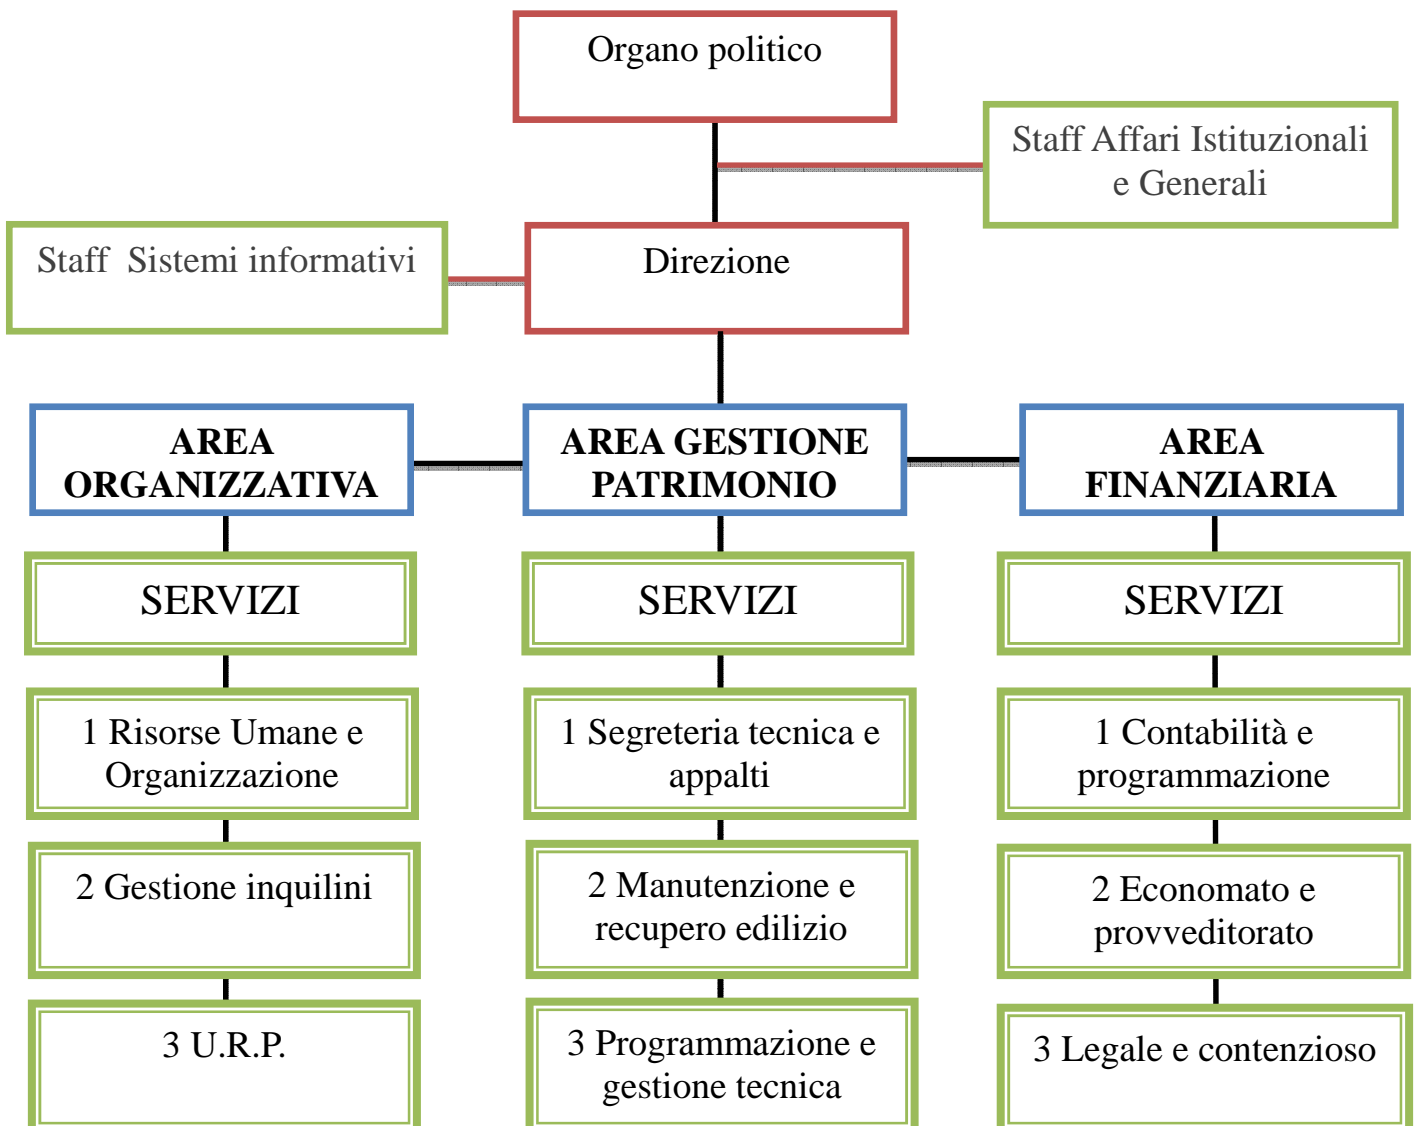 Organo politico
Staff Affari Istituzionali
e Generali
Staff Sistemi informativi
Direzione
AREA
ORGANIZZATIVA
AREA GESTIONE
PATRIMONIO
AREA
FINANZIARIA
SERVIZI
SERVIZI
SERVIZI
1 Risorse Umane e
Organizzazione
1 Segreteria tecnica e
appalti
1 Contabilità e
programmazione
2 Gestione inquilini
2 Manutenzione e
recupero edilizio
2 Economato e
provveditorato
3 U.R.P.
3 Programmazione e
gestione tecnica
3 Legale e contenzioso